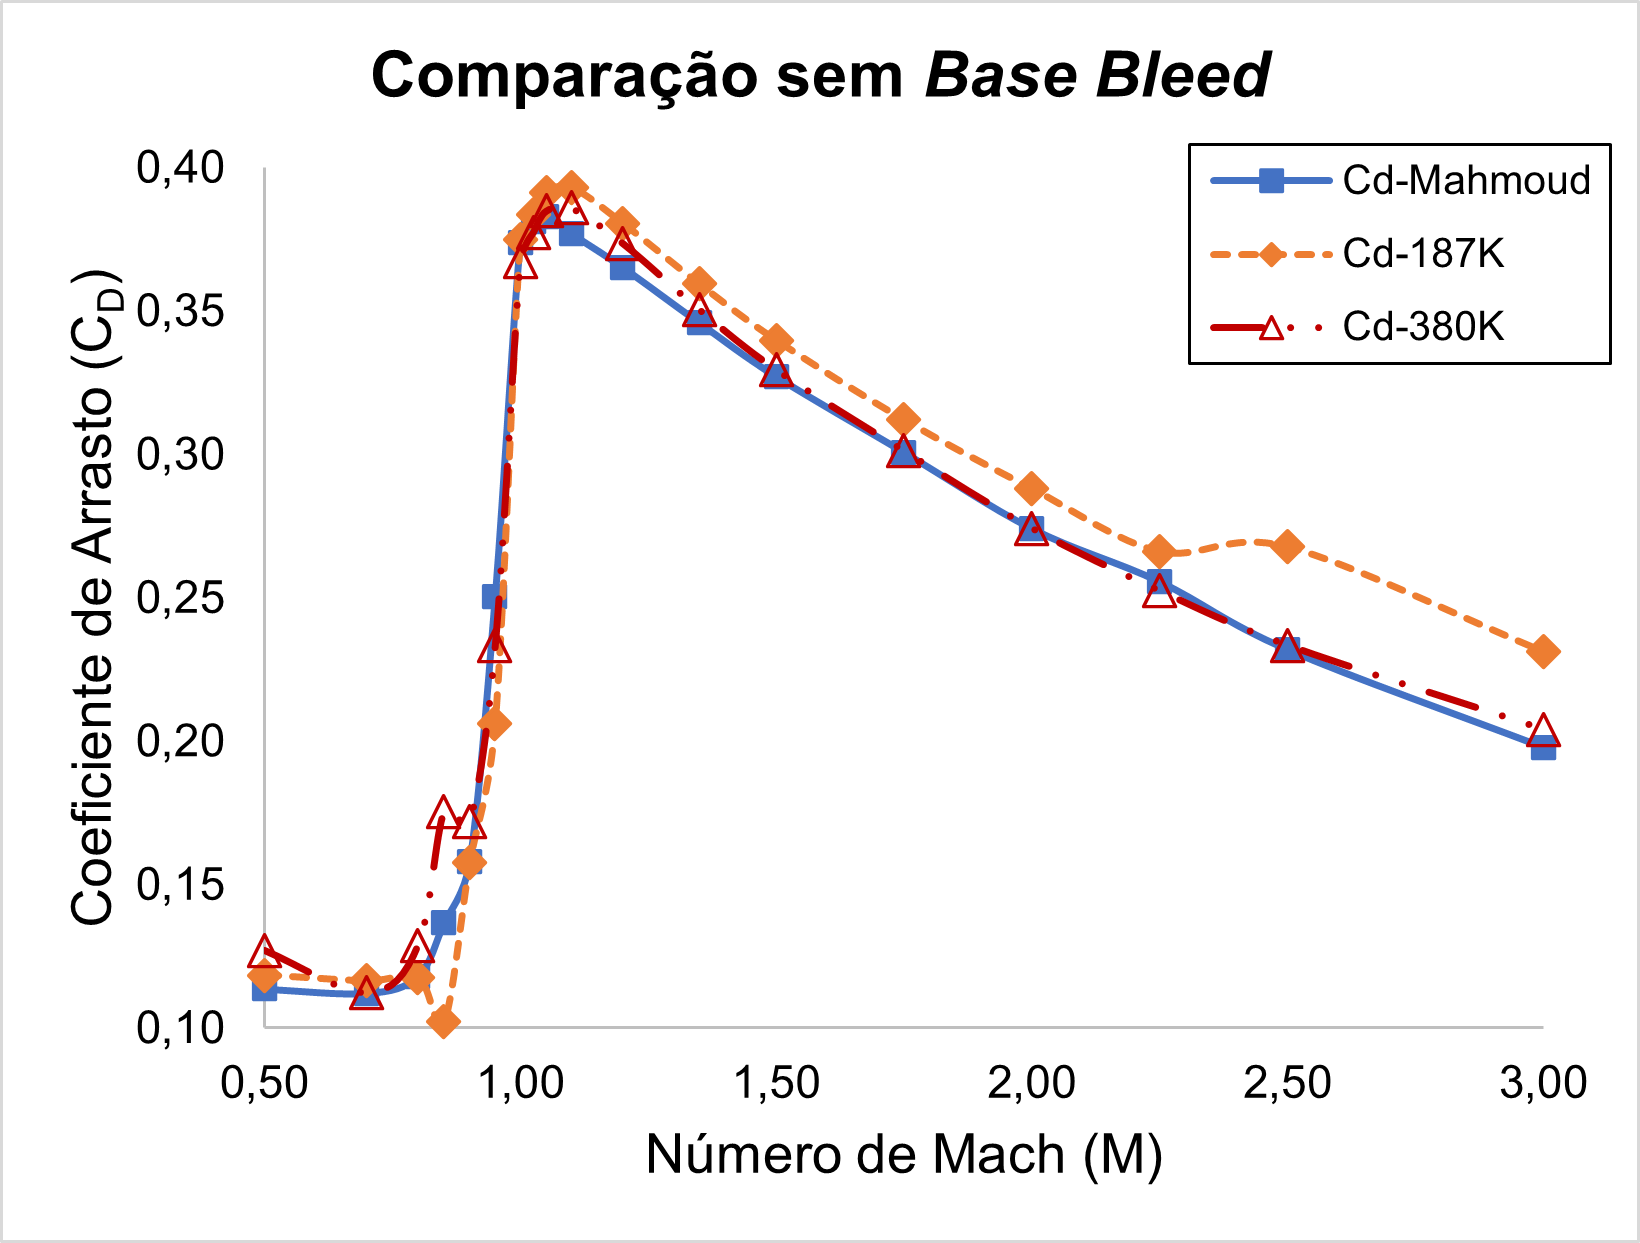 Comparação sem Base Bleed
Cd-Mahmoud
Cd-187K
Cd-380K
Coeficiente de Arrasto (C_D)
0,40
0,35
0,30
0,25
0,20
0,15
0,10
0,50 1,00 1,50 2,00 2,50 3,00
Número de Mach (M)